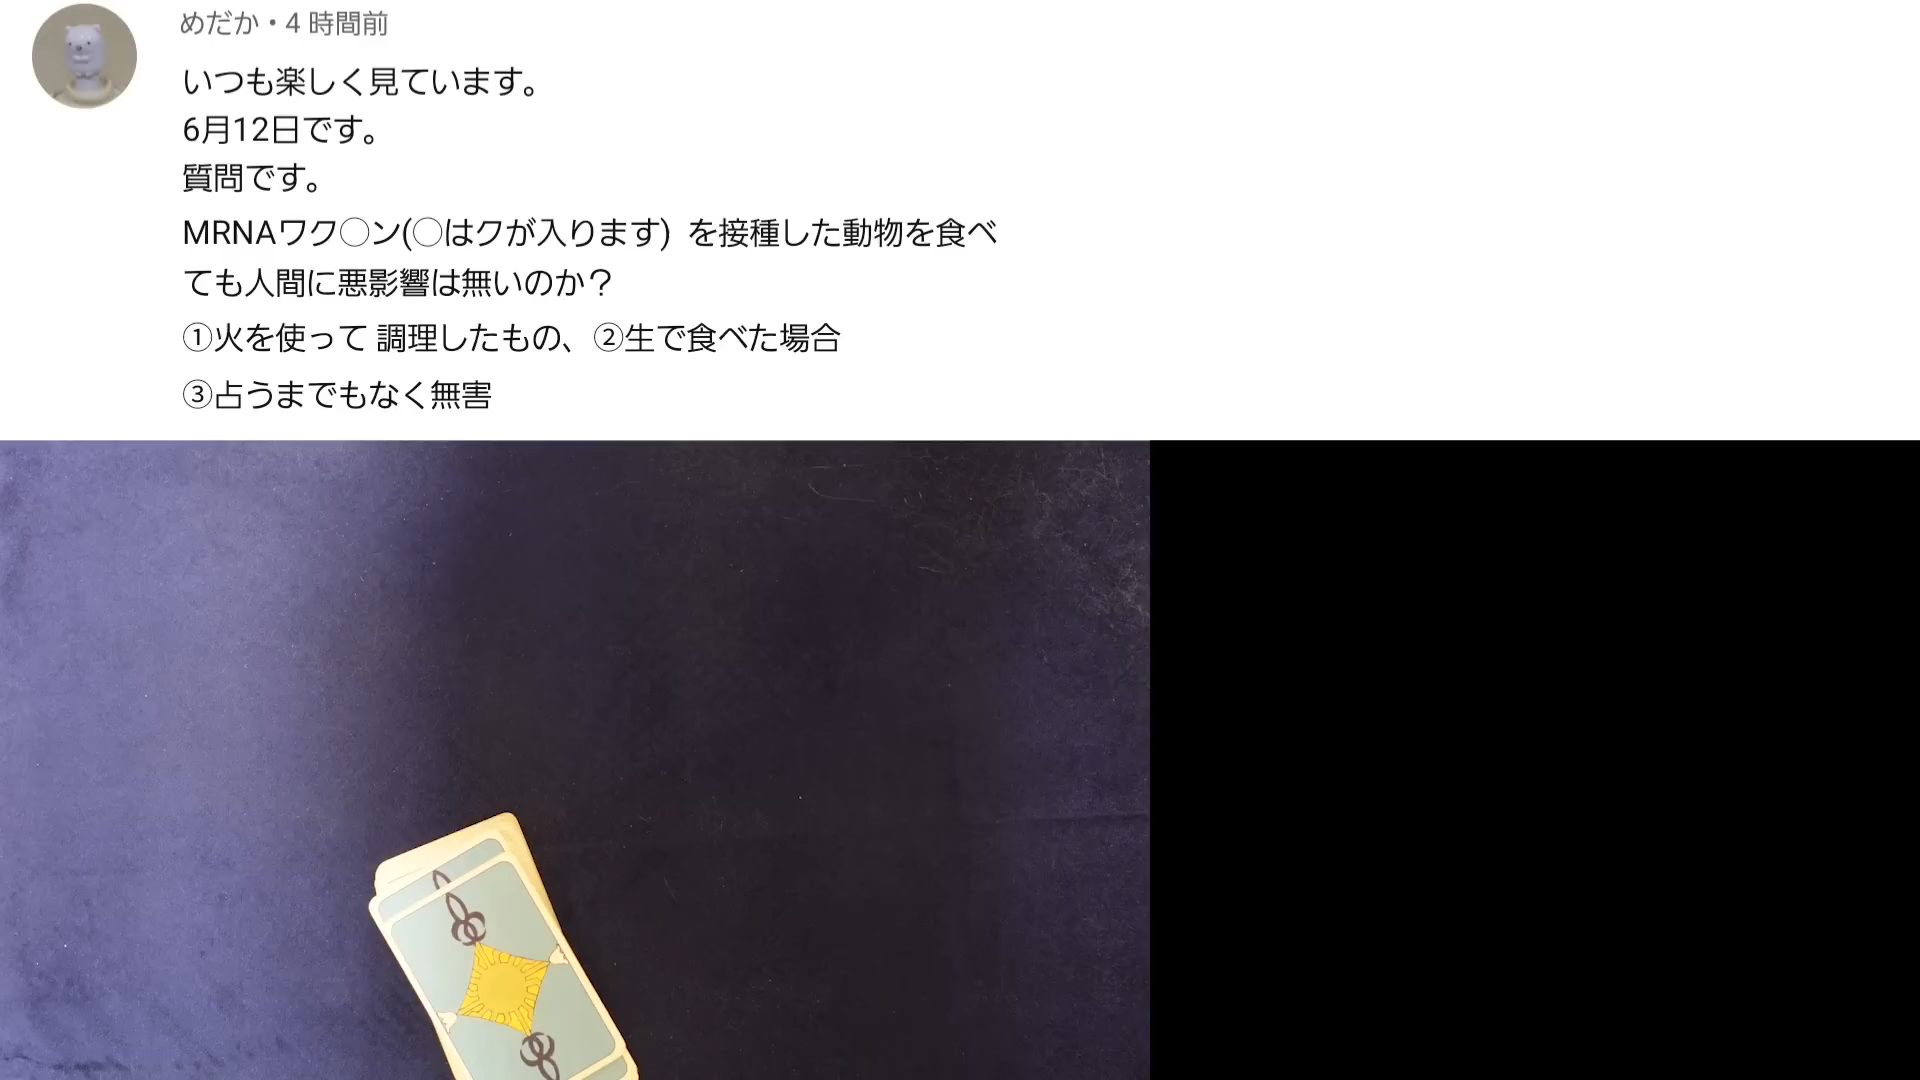 めだか・4 時間前
いつも楽しく見ています。
6月12日です。
質問です。
MRNAワク〇ン(〇はクが入ります) を接種した動物を食べ
ても人間に悪影響は無いのか？
①火を使って 調理したもの、②生で食べた場合
③占うまでもなく無害